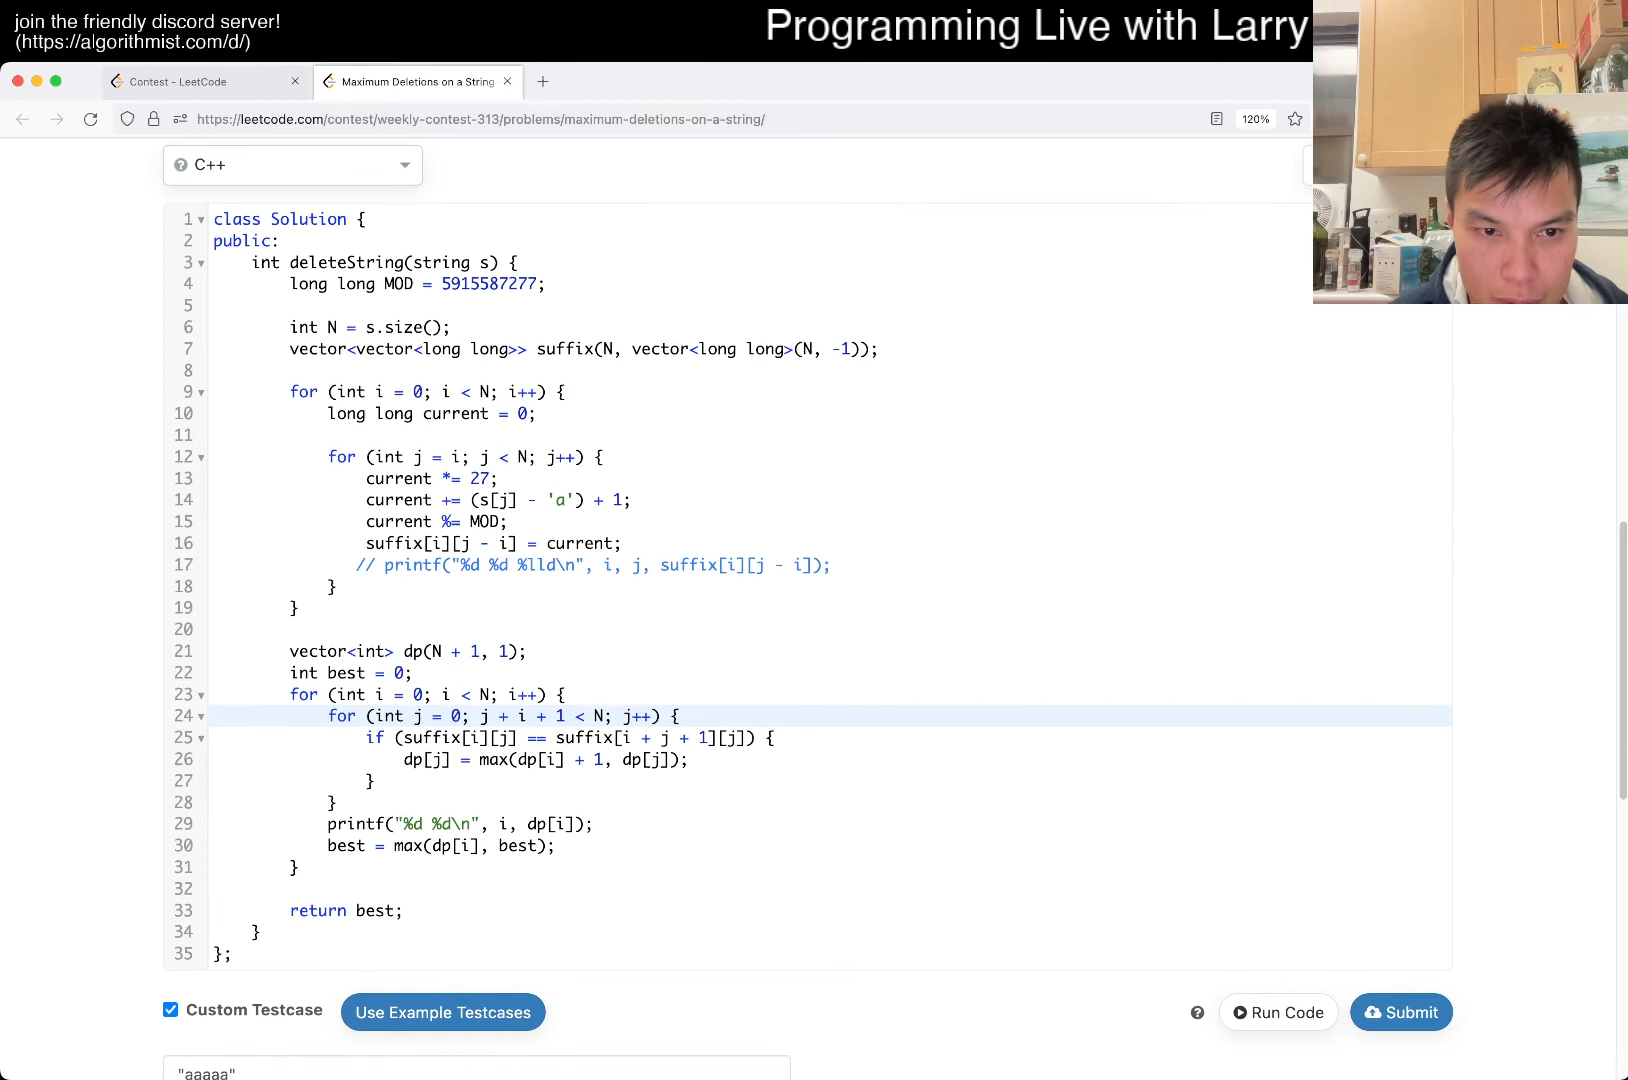 join the friendly discord server!
(https://algorithmist.com/d/)
Programming Live with Larry
Contest - LeetCode
Maximum Deletions on a String
https://leetcode.com/contest/weekly-contest-313/problems/maximum-deletions-on-a-string/
120%
C++
1 class Solution {
2 public:
3 int deleteString(string s) {
4 long long MOD = 5915587277;
5
6 int N = s.size();
7 vector<vector<long long>> suffix(N, vector<long long>(N, -1));
8
9 for (int i = 0; i < N; i++) {
10 long long current = 0;
11
12 for (int j = i; j < N; j++) {
13 current *= 27;
14 current += (s[j] - 'a') + 1;
15 current %= MOD;
16 suffix[i][j - i] = current;
17 // printf("%d %d %lld\n", i, j, suffix[i][j - i]);
18 }
19 }
20
21 vector<int> dp(N + 1, 1);
22 int best = 0;
23 for (int i = 0; i < N; i++) {
24 for (int j = 0; j + i + 1 < N; j++) {
25 if (suffix[i][j] == suffix[i + j + 1][j]) {
26 dp[j] = max(dp[i] + 1, dp[j]);
27 }
28 }
29 printf("%d %d\n", i, dp[i]);
30 best = max(dp[i], best);
31 }
32
33 return best;
34 }
35 };
Custom Testcase
Use Example Testcases
Run Code
Submit
"aaaaa"